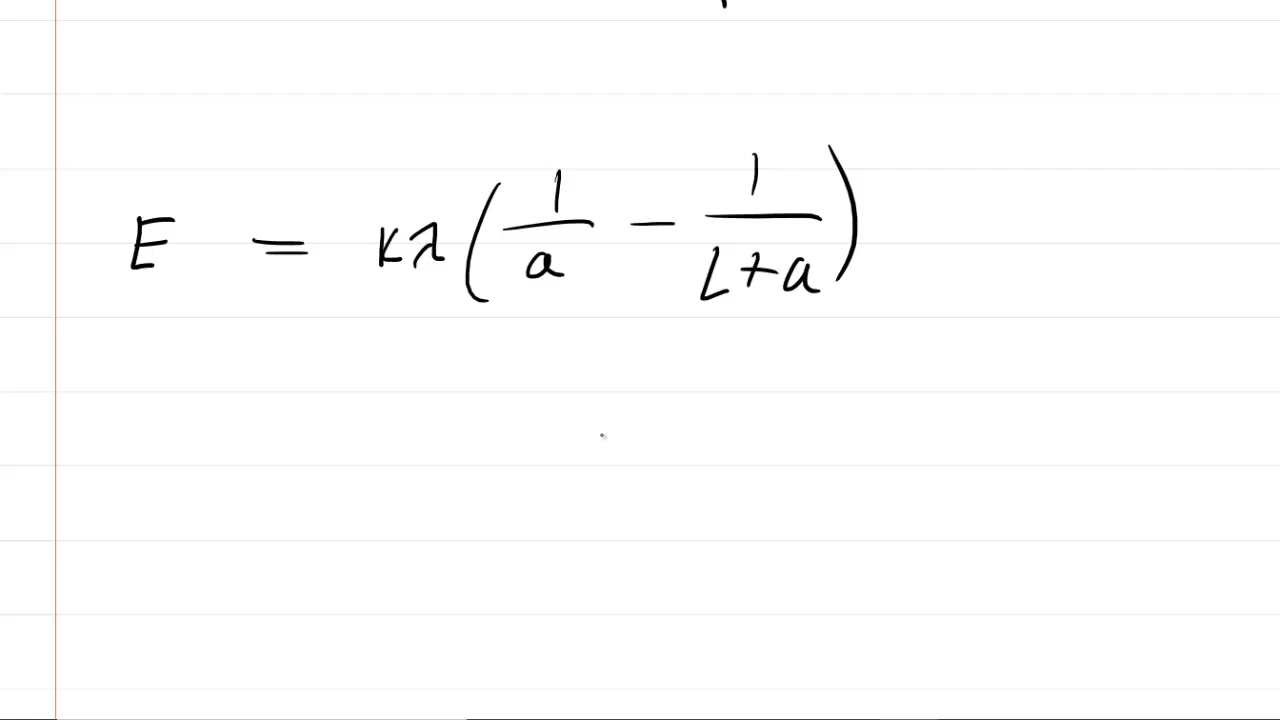 E = kλ(1/a − 1/(L+a))